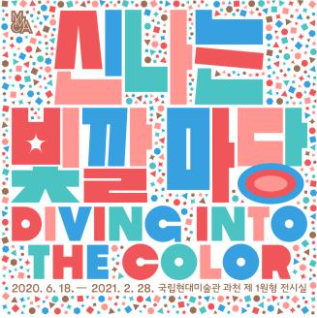 MMCA
신나는
빛깔 마당
DIVING INTO
THE COLOR
2020. 6. 18. — 2021. 2. 28. 국립현대미술관 과천 제 1원형 전시실